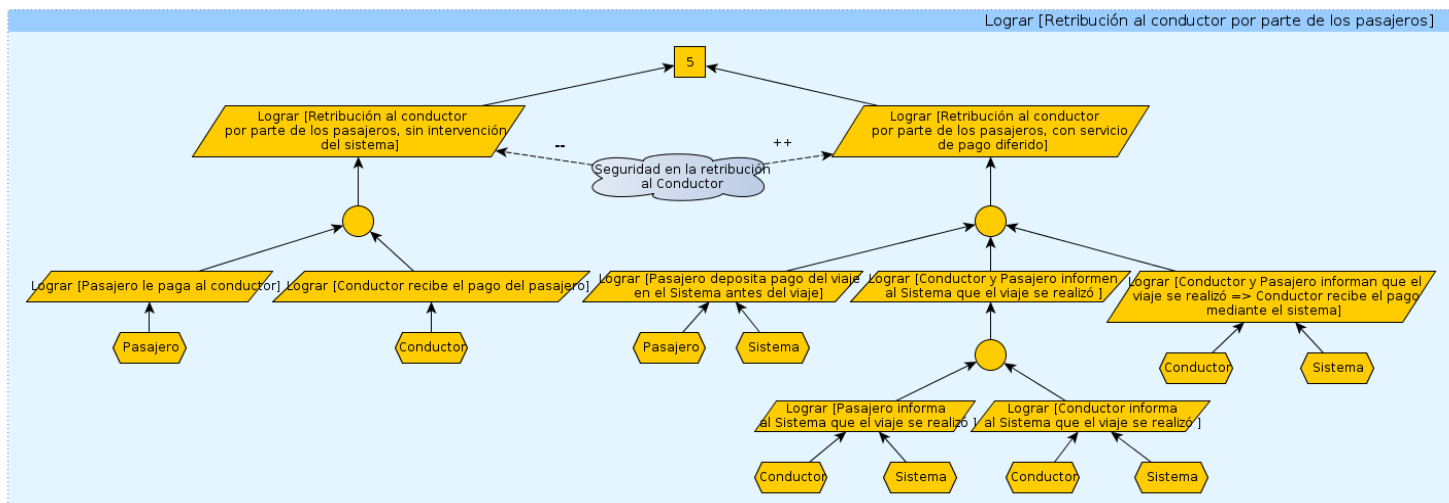 Lograr [Retribución al conductor por parte de los pasajeros]
5
Lograr [Retribución al conductor
por parte de los pasajeros, sin intervención
del sistema]
Lograr [Retribución al conductor
por parte de los pasajeros, con servicio
de pago diferido]
--
++
Seguridad en la retribución
al Conductor
Lograr [Pasajero le paga al conductor]
Lograr [Conductor recibe el pago del pasajero]
Lograr [Pasajero deposita pago del viaje
en el Sistema antes del viaje]
Lograr [Conductor y Pasajero informen
al Sistema que el viaje se realizó ]
Lograr [Conductor y Pasajero informan que el
viaje se realizó => Conductor recibe el pago
mediante el sistema]
Pasajero
Conductor
Pasajero
Sistema
Conductor
Sistema
Lograr [Pasajero informa
al Sistema que el viaje se realizó ]
Lograr [Conductor informa
al Sistema que el viaje se realizó ]
Conductor
Sistema
Conductor
Sistema